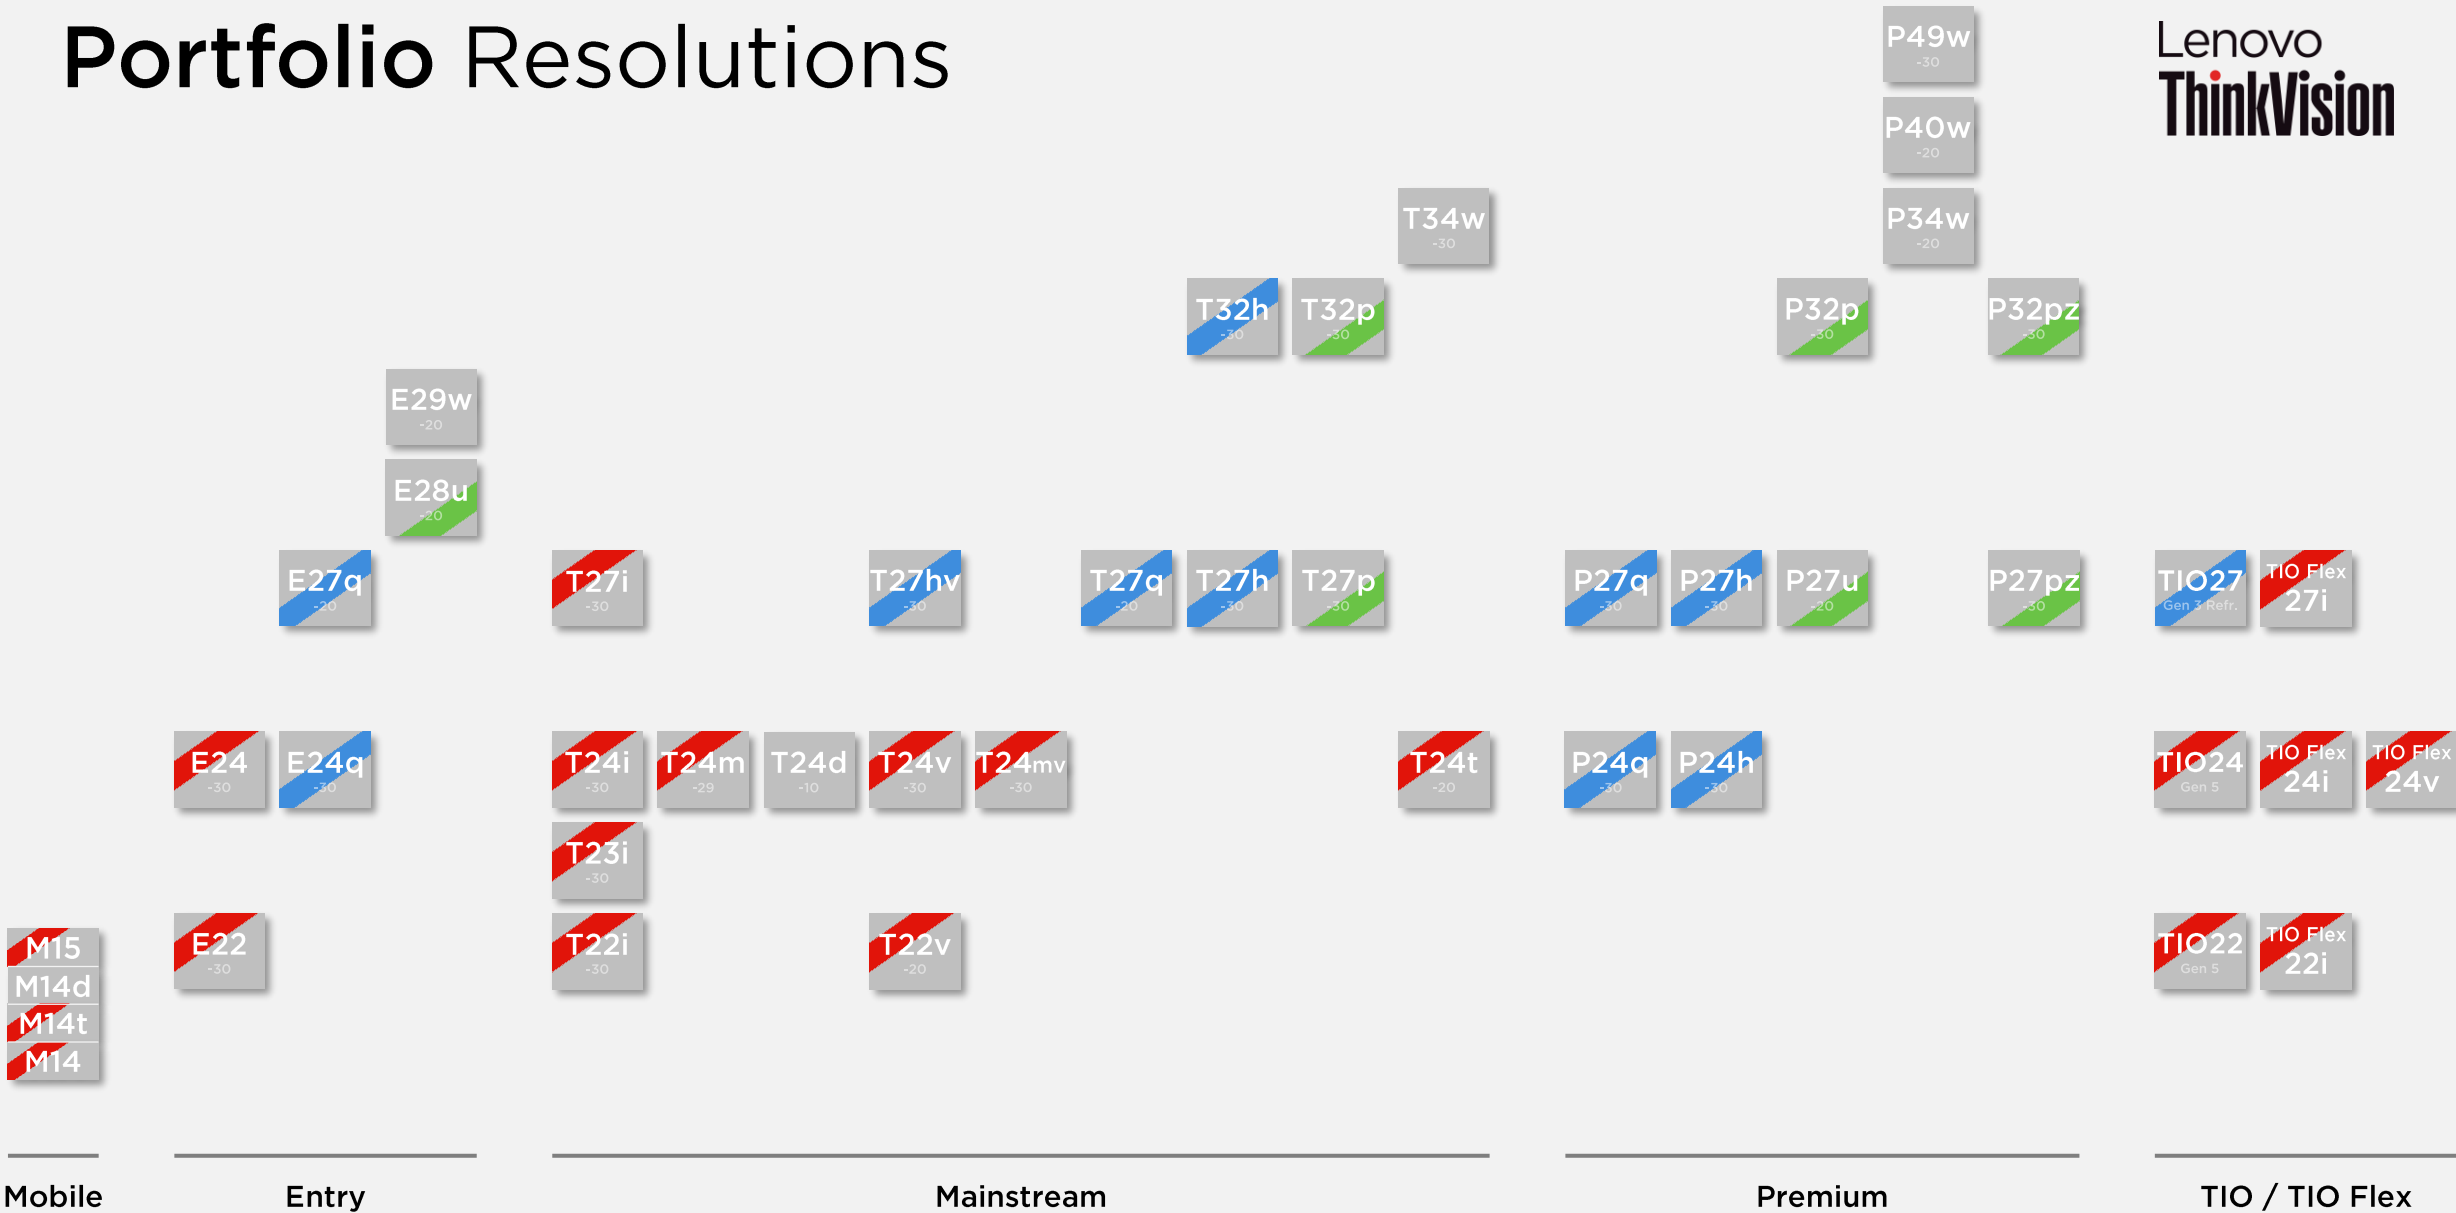 Portfolio Resolutions
Lenovo
ThinkVision
P49w
-30
P40w
-20
T34w
-30
P34w
-20
T32h
-30
T32p
-30
P32p
-30
P32pz
-30
E29w
-20
E28u
-20
E27q
-20
T27i
-30
T27hv
-30
T27q
-20
T27h
-30
T27p
-30
P27q
-30
P27h
-30
P27u
-20
P27pz
-30
TIO27
Gen 3 Refr.
TIO Flex
27i
E24
-30
E24q
-30
T24i
-30
T24m
-29
T24d
-10
T24v
-30
T24mv
-30
T24t
-20
P24q
-30
P24h
-30
TIO24
Gen 5
TIO Flex
24i
TIO Flex
24v
T23i
-30
E22
-30
T22i
-30
T22v
-20
TIO22
Gen 5
TIO Flex
22i
M15
M14d
M14t
M14
Mobile
Entry
Mainstream
Premium
TIO / TIO Flex